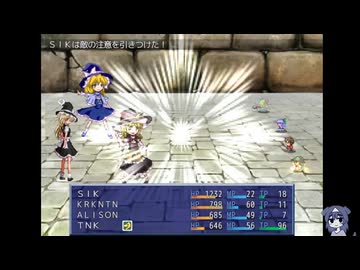 ＳＩＫは敵の注意を引きつけた！
ＳＩＫ HP 1232 MP 22 TP 18
ＫＲＫＮＴＮ HP 798 MP 60 TP 11
ＡＬＩＳＯＮ HP 685 MP 49 TP 7
ＴＮＫ HP 646 MP 56 TP 96